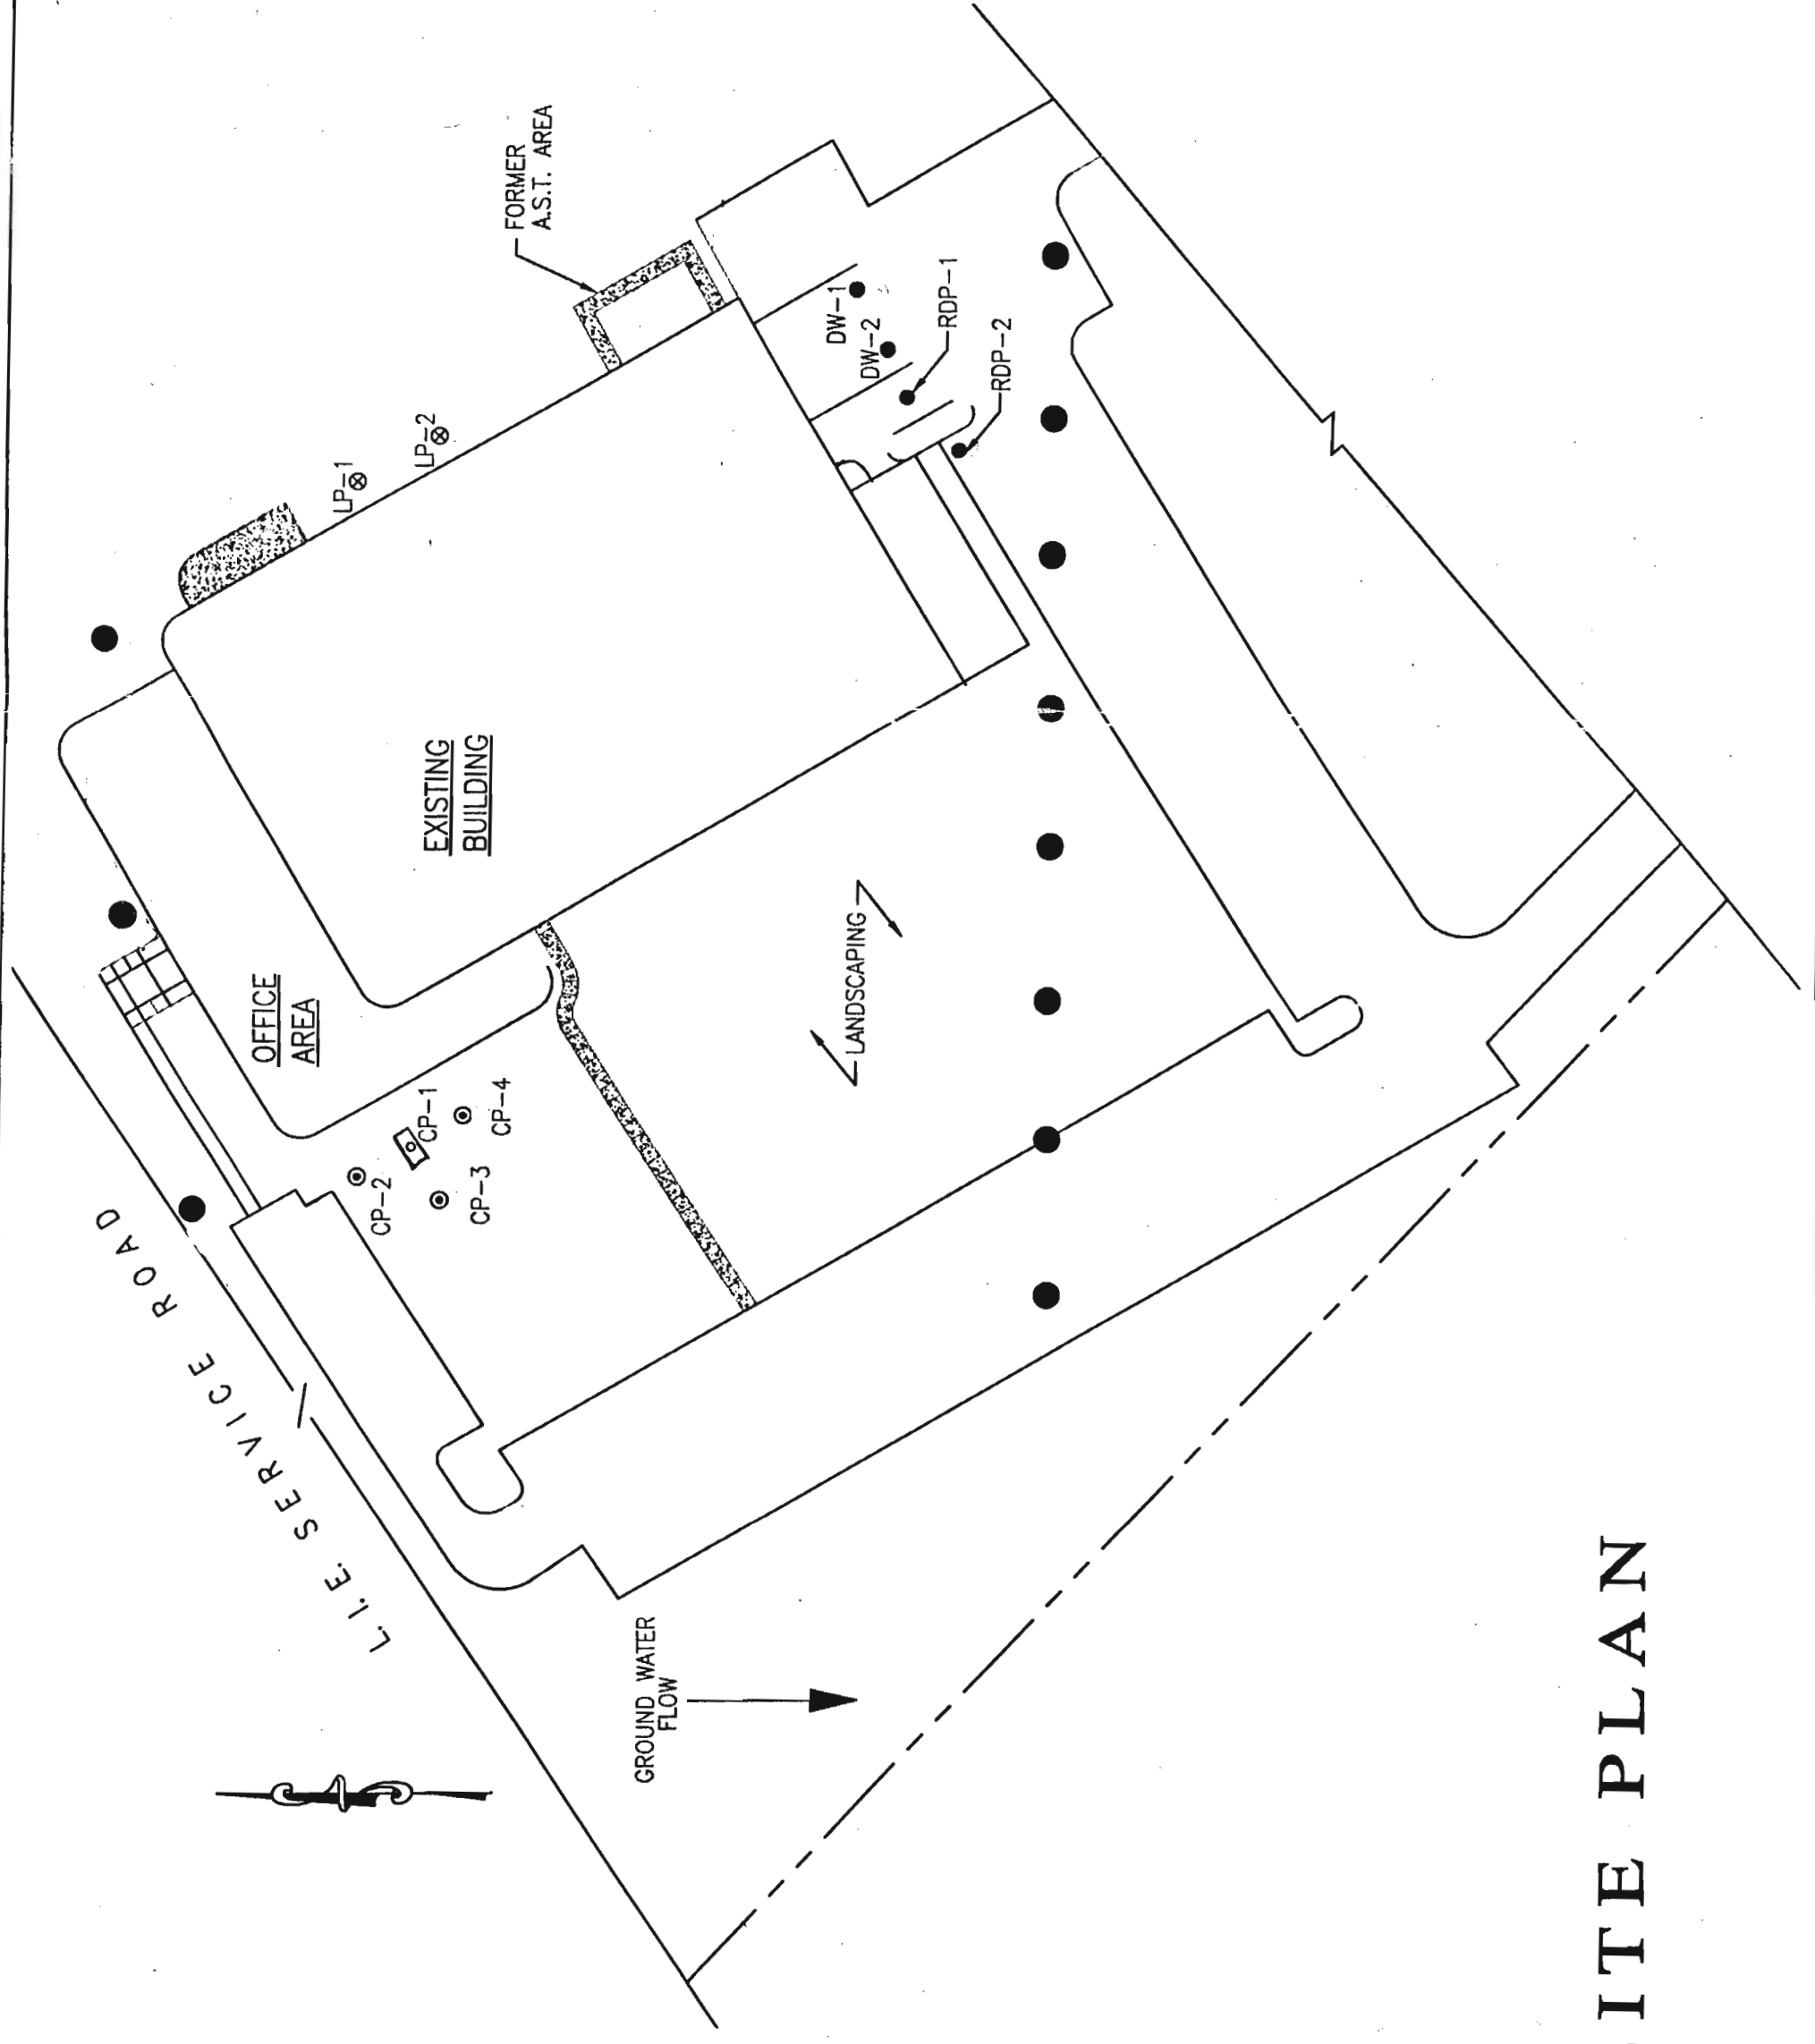 L.I.E. SERVICE ROAD
OFFICE
AREA
EXISTING
BUILDING
LP-1
LP-2
FORMER
A.S.T. AREA
CP-1
CP-2
CP-3
CP-4
DW-1
DW-2
RDP-1
RDP-2
LANDSCAPING
GROUND WATER
FLOW
ITE PLAN